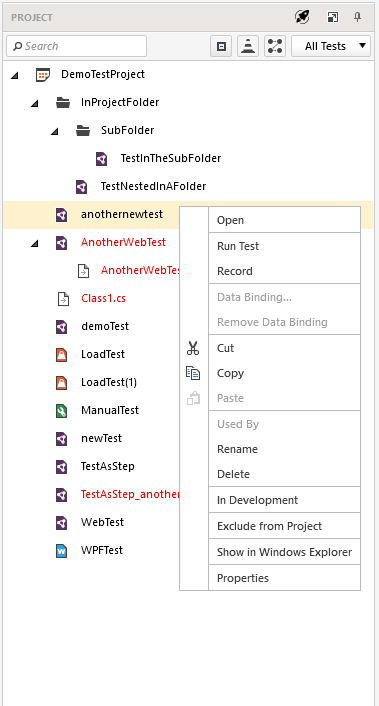 PROJECT
Search
All Tests
DemoTestProject
InProjectFolder
SubFolder
TestInTheSubFolder
TestNestedInAFolder
anothernewtest
AnotherWebTest
AnotherWebTes
Class1.cs
demoTest
LoadTest
LoadTest(1)
ManualTest
newTest
TestAsStep
TestAsStep_another
WebTest
WPFTest
Open
Run Test
Record
Data Binding...
Remove Data Binding
Cut
Copy
Paste
Used By
Rename
Delete
In Development
Exclude from Project
Show in Windows Explorer
Properties